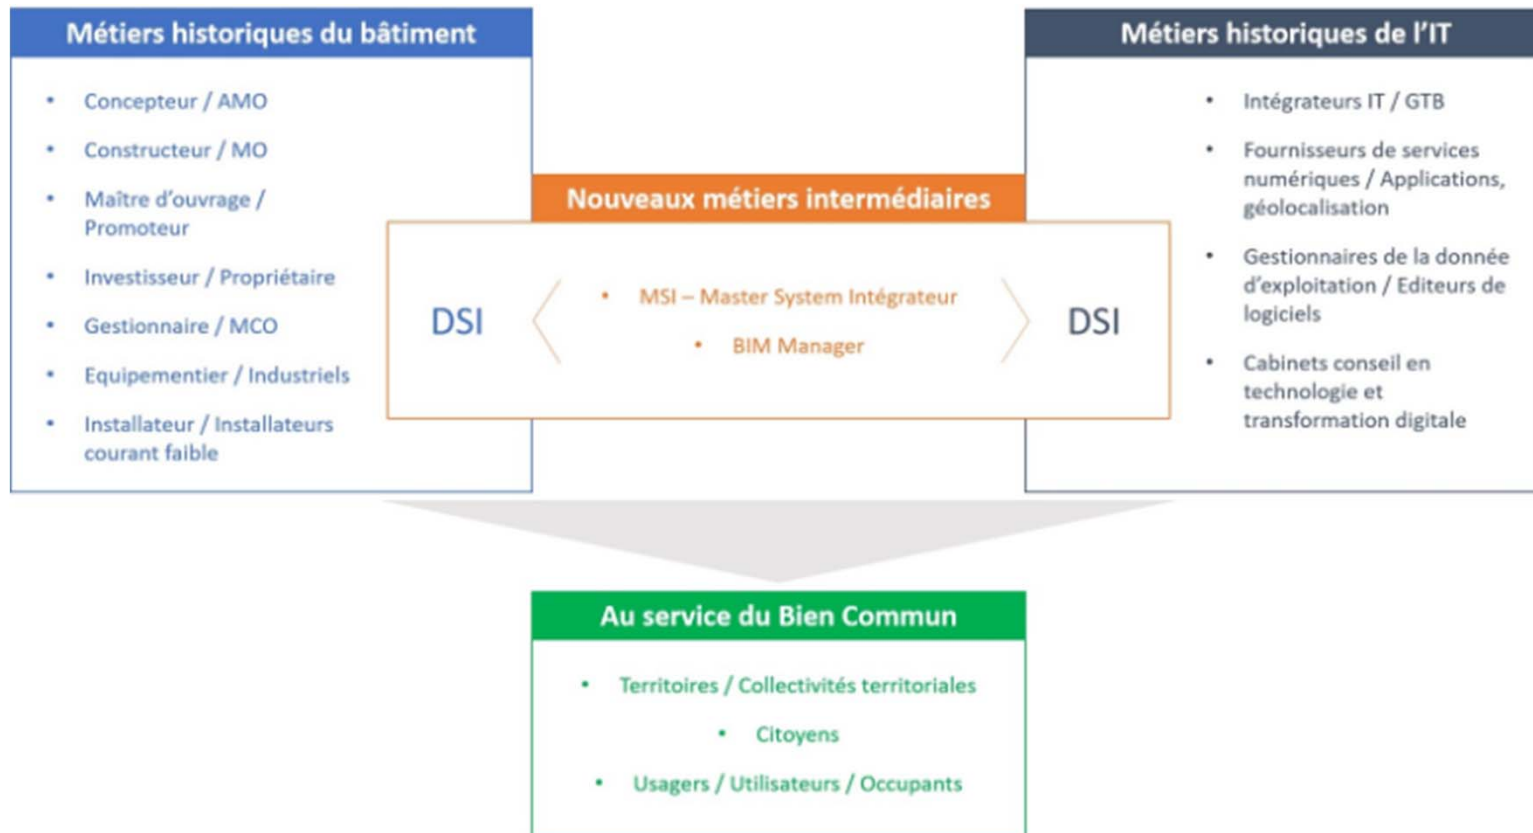 Métiers historiques du bâtiment
• Concepteur / AMO
• Constructeur / MO
• Maître d'ouvrage /
Promoteur
• Investisseur / Propriétaire
• Gestionnaire / MCO
• Equipementier / Industriels
• Installateur / Installateurs
courant faible
Nouveaux métiers intermédiaires
DSI
• MSI – Master System Intégrateur
• BIM Manager
DSI
Métiers historiques de l'IT
• Intégrateurs IT / GTB
• Fournisseurs de services
numériques / Applications,
géolocalisation
• Gestionnaires de la donnée
d'exploitation / Editeurs de
logiciels
• Cabinets conseil en
technologie et
transformation digitale
Au service du Bien Commun
• Territoires / Collectivités territoriales
• Citoyens
• Usagers / Utilisateurs / Occupants